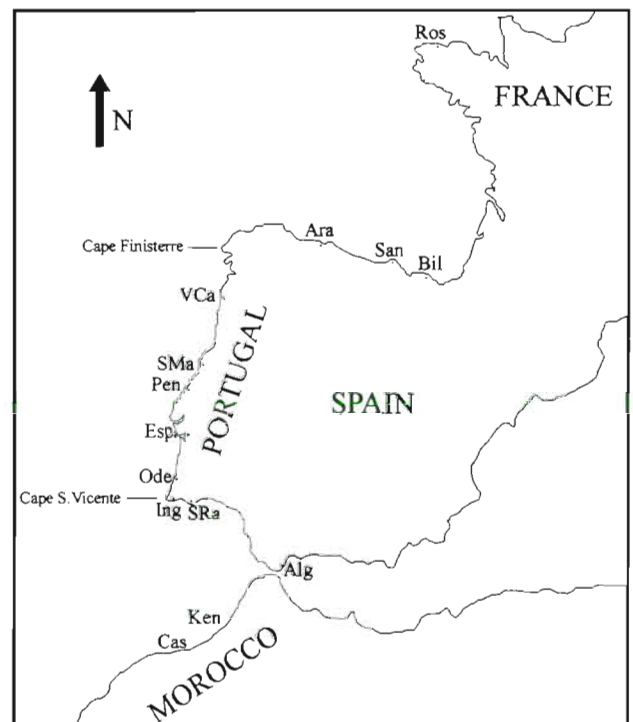 Ros
FRANCE
N
Ara
Cape Finisterre
San
Bil
VCa
PORTUGAL
SMa
Pen
SPAIN
Esp
Ode
Cape S. Vicente
Ing
SRa
Alg
Ken
Cas
MOROCCO